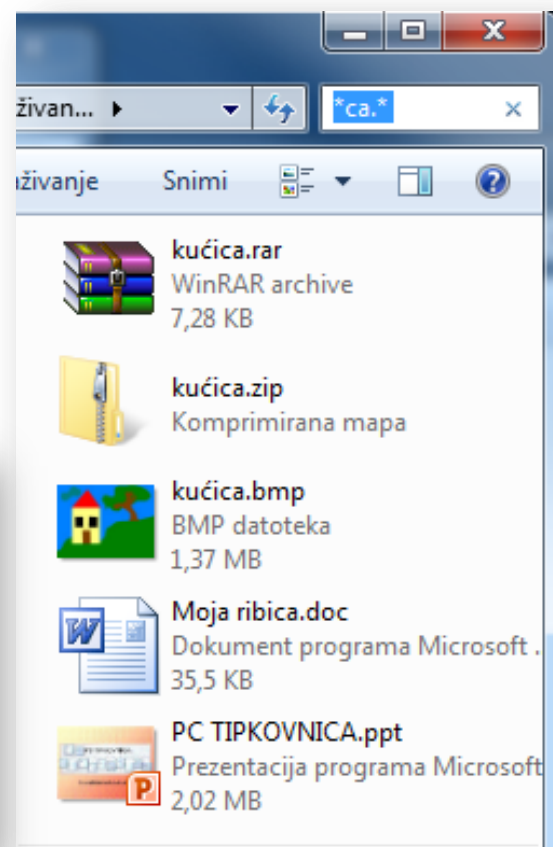 živan...
*ca.*
aživanje Snimi
kućica.rar
WinRAR archive
7,28 KB
kućica.zip
Komprimirana mapa
kućica.bmp
BMP datoteka
1,37 MB
Moja ribica.doc
Dokument programa Microsoft .
35,5 KB
PC TIPKOVNICA.ppt
Prezentacija programa Microsoft
2,02 MB